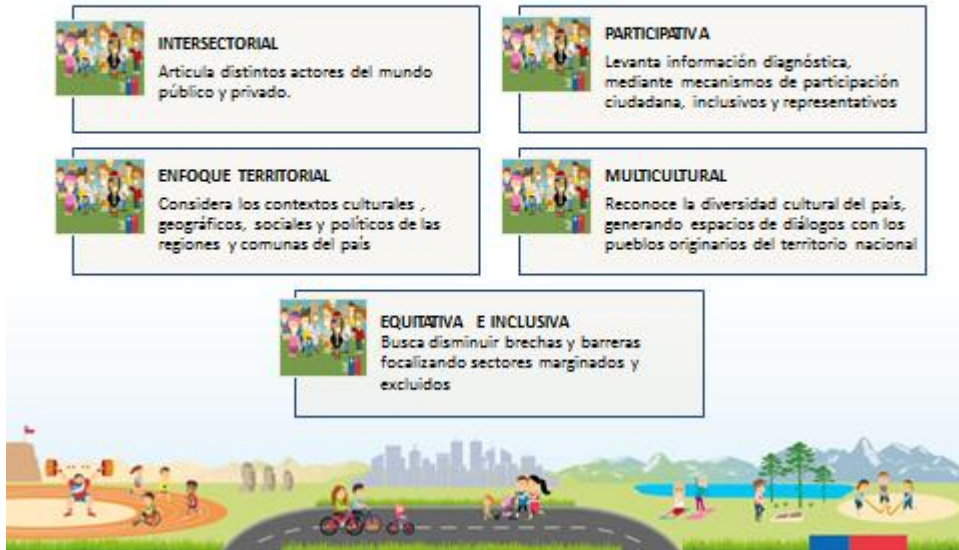 INTERSECTORIAL
Articula distintos actores del mundo
público y privado.
PARTICIPATIVA
Levanta información diagnóstica,
mediante mecanismos de participación
ciudadana, inclusivos y representativos
ENFOQUE TERRITORIAL
Considera los contextos culturales ,
geográficos, sociales y políticos de las
regiones y comunas del país
MULTICULTURAL
Reconoce la diversidad cultural del país,
generando espacios de diálogos con los
pueblos originarios del territorio nacional
EQUITATIVA E INCLUSIVA
Busca disminuir brechas y barreras
focalizando sectores marginados y
excluidos